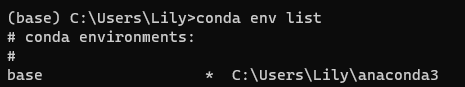 (base) C:\Users\Lily>conda env list
# conda environments:
#
base                  *  C:\Users\Lily\anaconda3